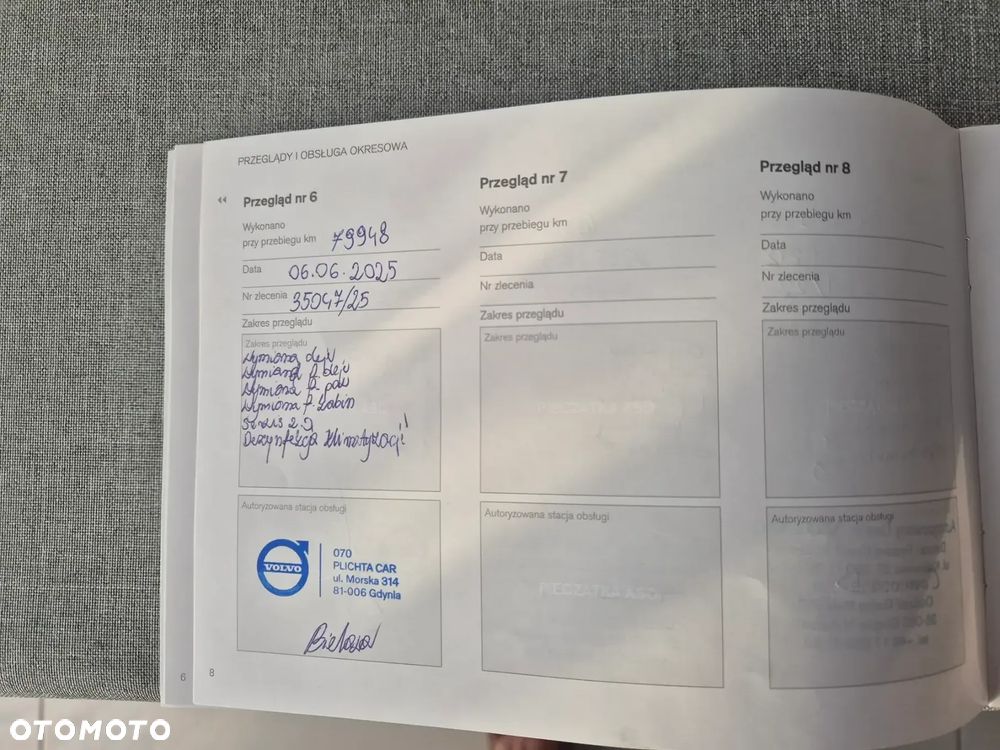 PRZEGLĄDY I OBSŁUGA OKRESOWA
Przegląd nr 6
Wykonano
przy przebiegu km 79948
Data 06.06.2025
Nr zlecenia 35047/25
Zakres przeglądu
Zakres przeglądu
Wymiana oleju
Wymiana f. oleju
Wymiana f. pow
Wymiana f. kabin
Serwis
Dezynfekcja klimatyzacji
Autoryzowana stacja obsługi
VOLVO
070
PLICHTA CAR
ul. Morska 314
81-006 Gdynia
6
8
Przegląd nr 7
Wykonano
przy przebiegu km
Data
Nr zlecenia
Zakres przeglądu
Zakres przeglądu
Autoryzowana stacja obsługi
Przegląd nr 8
Wykonano
przy przebiegu km
Data
Nr zlecenia
Zakres przeglądu
Zakres przeglądu
Autoryzowana stacja obsługi
OTOMOTO